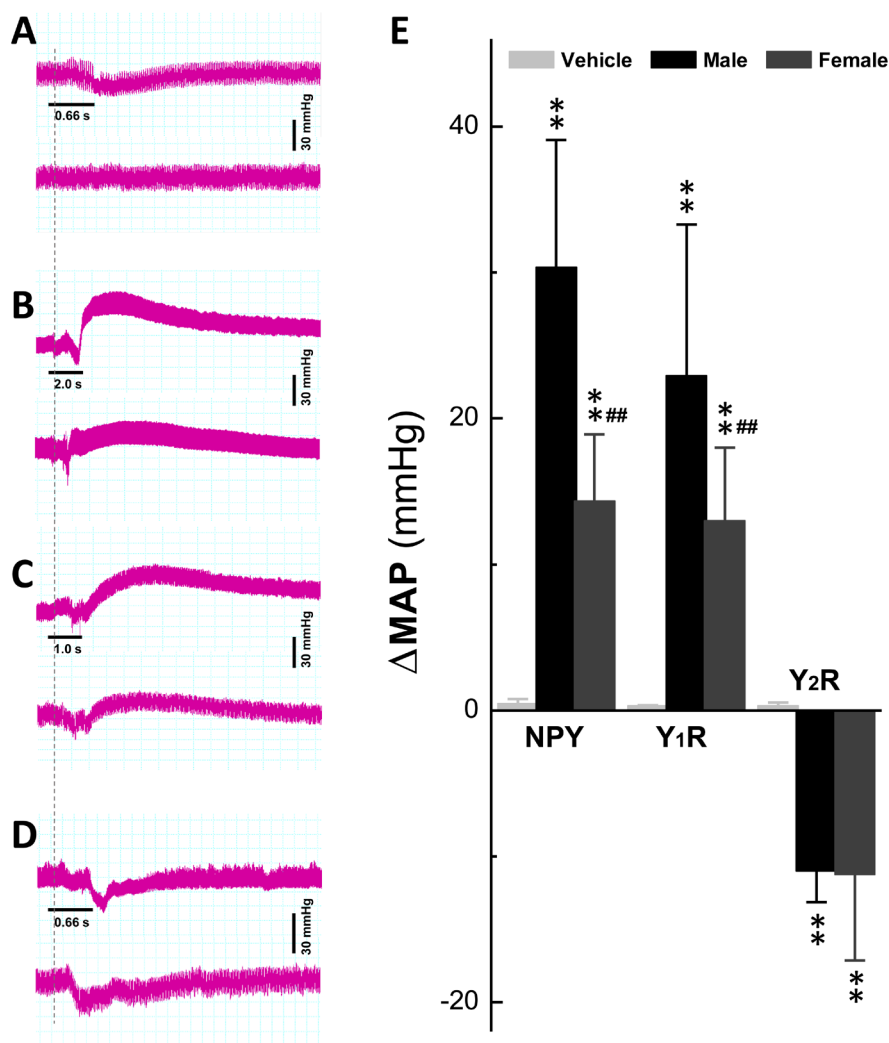 A
0.66 s
30 mmHg
B
2.0 s
30 mmHg
C
1.0 s
30 mmHg
D
0.66 s
30 mmHg
E
Vehicle Male Female
ΔMAP (mmHg)
40
20
0
-20
**
**
**##
**##
NPY
Y1R
Y2R
**
**